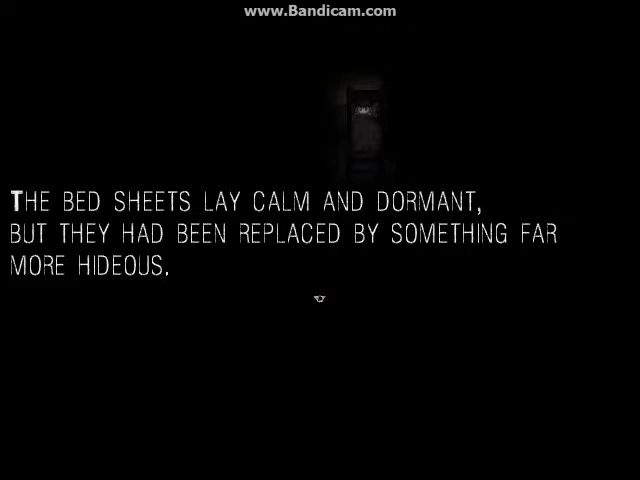 www.Bandicam.com
THE BED SHEETS LAY CALM AND DORMANT,
BUT THEY HAD BEEN REPLACED BY SOMETHING FAR
MORE HIDEOUS.